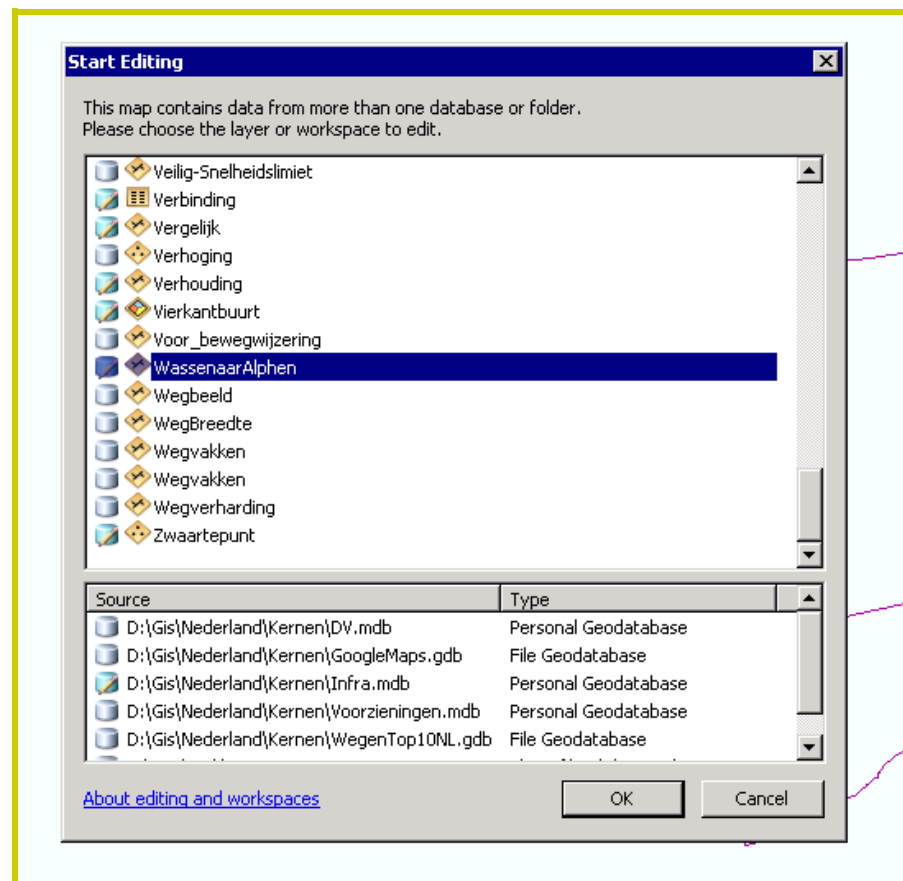 Start Editing
This map contains data from more than one database or folder.
Please choose the layer or workspace to edit.
Veilig-Snelheidslimiet
Verbinding
Vergelijk
Verhoging
Verhouding
Vierkantbuurt
Voor_bewegwijzering
WassenaarAlphen
Wegbeeld
WegBreedte
Wegvakken
Wegvakken
Wegverharding
Zwaartepunt
Source Type
D:\Gis\Nederland\Kernen\DV.mdb Personal Geodatabase
D:\Gis\Nederland\Kernen\GoogleMaps.gdb File Geodatabase
D:\Gis\Nederland\Kernen\Infra.mdb Personal Geodatabase
D:\Gis\Nederland\Kernen\Voorzieningen.mdb Personal Geodatabase
D:\Gis\Nederland\Kernen\WegenTop10NL.gdb File Geodatabase
About editing and workspaces OK Cancel